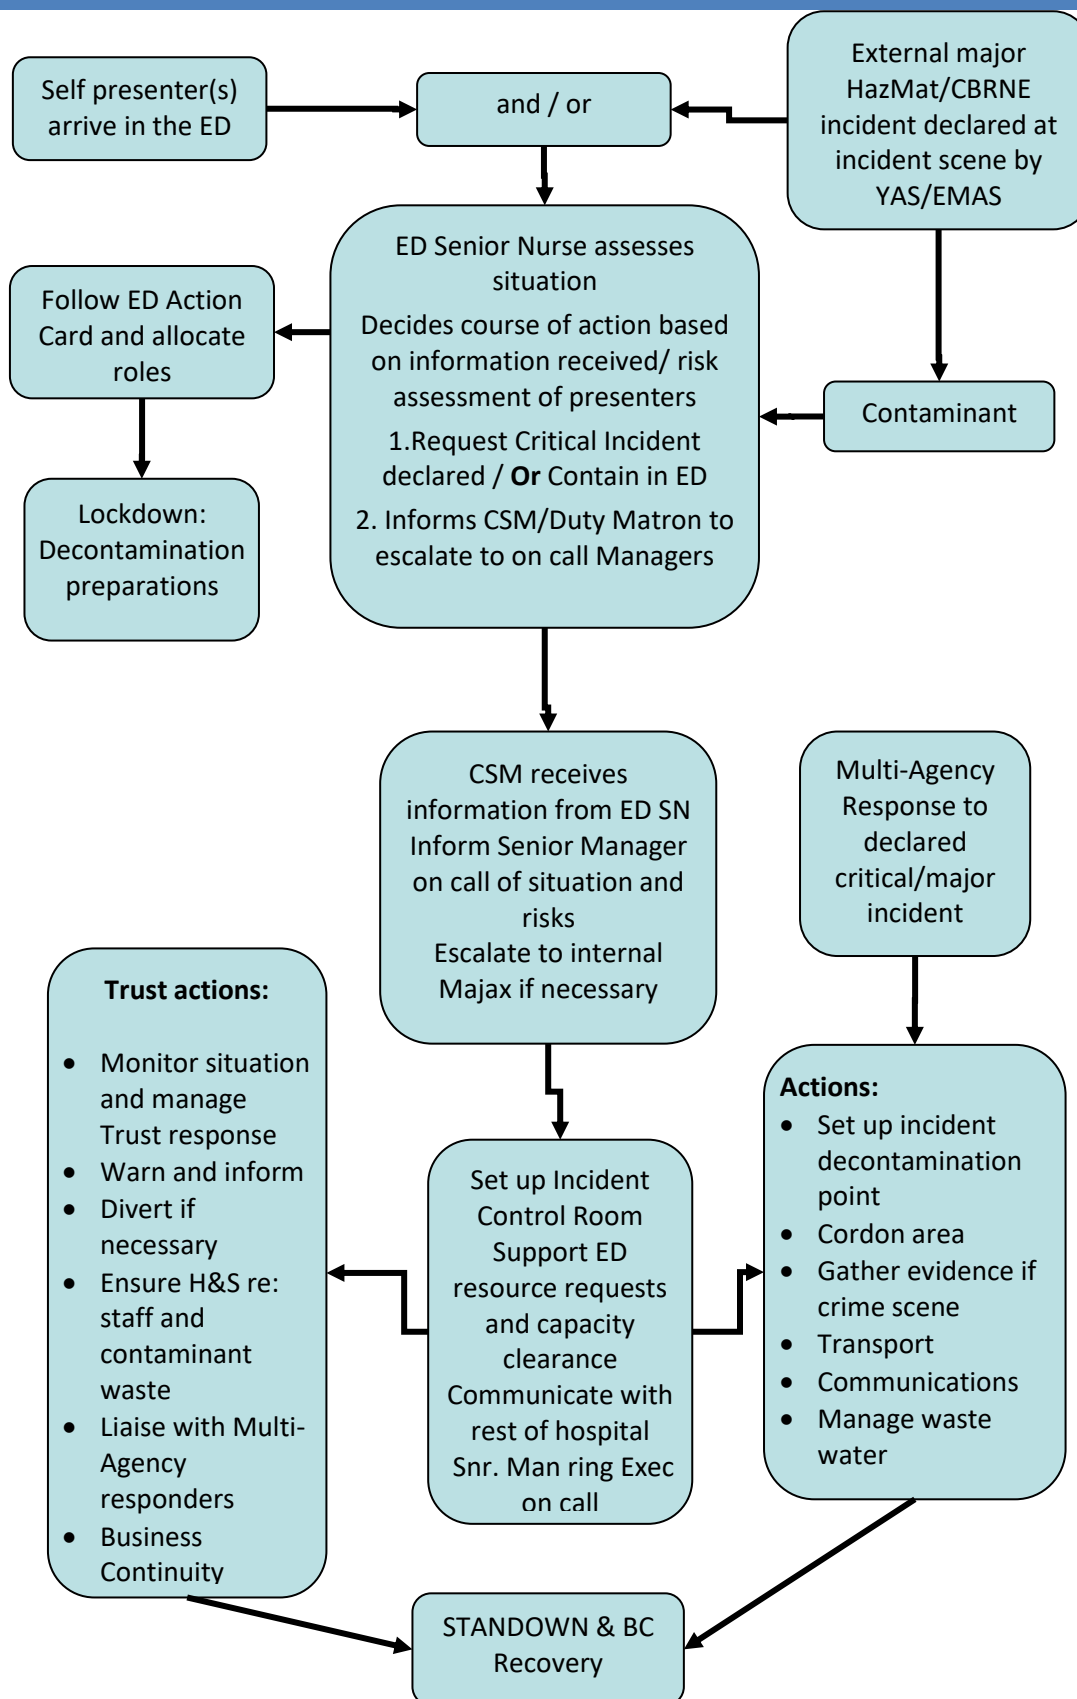 Self presenter(s)
arrive in the ED
and / or
External major
HazMat/CBRNE
incident declared at
incident scene by
YAS/EMAS
ED Senior Nurse assesses
situation
Decides course of action based
on information received/ risk
assessment of presenters
1.Request Critical Incident
declared / Or Contain in ED
2. Informs CSM/Duty Matron to
escalate to on call Managers
Follow ED Action
Card and allocate
roles
Contaminant
Lockdown:
Decontamination
preparations
CSM receives
information from ED SN
Inform Senior Manager
on call of situation and
risks
Escalate to internal
Majax if necessary
Multi-Agency
Response to
declared
critical/major
incident
Trust actions:
• Monitor situation
and manage
Trust response
• Warn and inform
• Divert if
necessary
• Ensure H&S re:
staff and
contaminant
waste
• Liaise with Multi-
Agency
responders
• Business
Continuity
Set up Incident
Control Room
Support ED
resource requests
and capacity
clearance
Communicate with
rest of hospital
Snr. Man ring Exec
on call
Actions:
• Set up incident
decontamination
point
• Cordon area
• Gather evidence if
crime scene
• Transport
• Communications
• Manage waste
water
STANDOWN & BC
Recovery